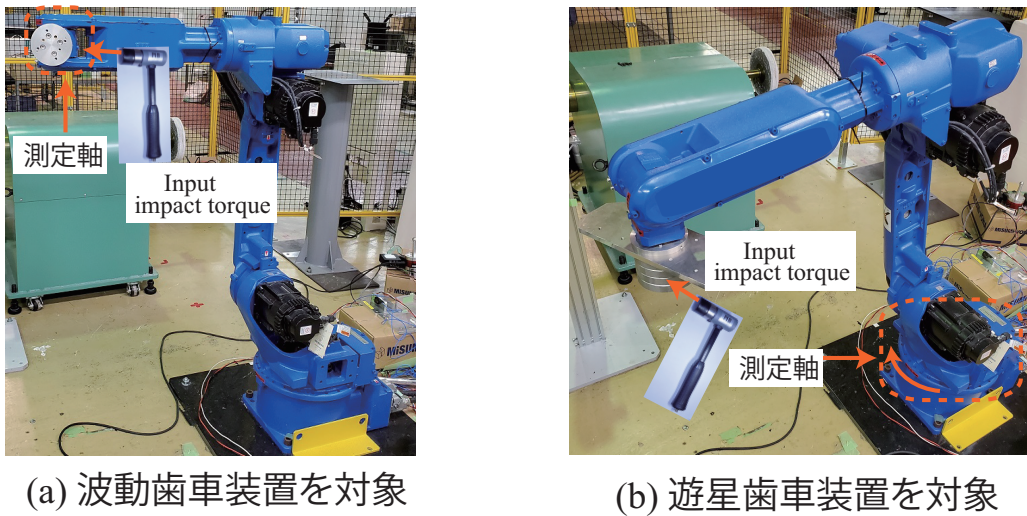 測定軸
Input
impact torque
(a) 波動歯車装置を対象
Input
impact torque
測定軸
MiSUMi
(b) 遊星歯車装置を対象